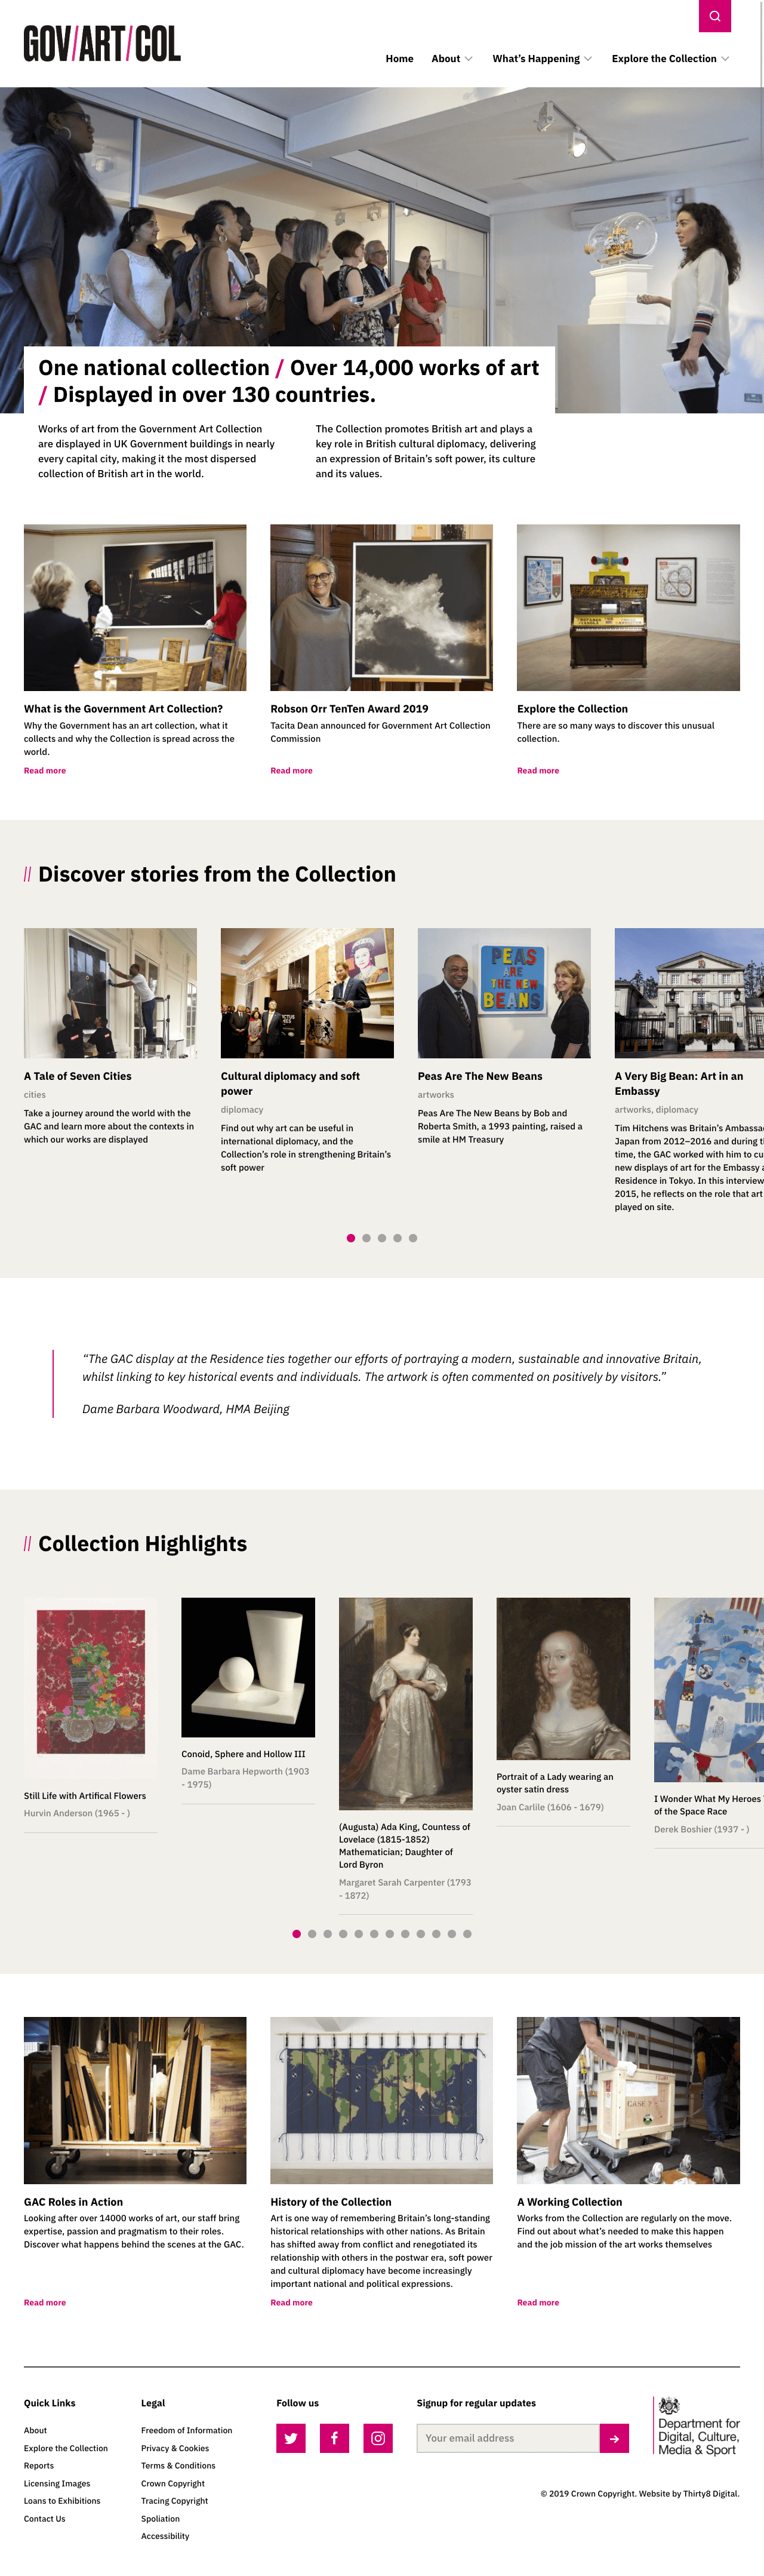 GOV/ART/COL
Home About What's Happening Explore the Collection
One national collection / Over 14,000 works of art
/ Displayed in over 130 countries.
Works of art from the Government Art Collection
are displayed in UK Government buildings in nearly
every capital city, making it the most dispersed
collection of British art in the world.
The Collection promotes British art and plays a
key role in British cultural diplomacy, delivering
an expression of Britain's soft power, its culture
and its values.
What is the Government Art Collection?
Why the Government has an art collection, what it
collects and why the Collection is spread across the
world.
Read more
Robson Orr TenTen Award 2019
Tacita Dean announced for Government Art Collection
Commission
Read more
Explore the Collection
There are so many ways to discover this unusual
collection.
Read more
// Discover stories from the Collection
A Tale of Seven Cities
cities
Take a journey around the world with the
GAC and learn more about the contexts in
which our works are displayed
Cultural diplomacy and soft
power
diplomacy
Find out why art can be useful in
international diplomacy, and the
Collection's role in strengthening Britain's
soft power
PEAS
ARE
THE NEW
BEANS
Peas Are The New Beans
artworks
Peas Are The New Beans by Bob and
Roberta Smith, a 1993 painting, raised a
smile at HM Treasury
A Very Big Bean: Art in an
Embassy
artworks, diplomacy
Tim Hitchens was Britain's Ambassa
Japan from 2012–2016 and during t
time, the GAC worked with him to cu
new displays of art for the Embassy a
Residence in Tokyo. In this interview
2015, he reflects on the role that art
played on site.
“The GAC display at the Residence ties together our efforts of portraying a modern, sustainable and innovative Britain,
whilst linking to key historical events and individuals. The artwork is often commented on positively by visitors.”
Dame Barbara Woodward, HMA Beijing
// Collection Highlights
Still Life with Artifical Flowers
Hurvin Anderson (1965 - )
Conoid, Sphere and Hollow III
Dame Barbara Hepworth (1903
- 1975)
(Augusta) Ada King, Countess of
Lovelace (1815-1852)
Mathematician; Daughter of
Lord Byron
Margaret Sarah Carpenter (1793
- 1872)
Portrait of a Lady wearing an
oyster satin dress
Joan Carlile (1606 - 1679)
I Wonder What My Heroes
of the Space Race
Derek Boshier (1937 - )
GAC Roles in Action
Looking after over 14000 works of art, our staff bring
expertise, passion and pragmatism to their roles.
Discover what happens behind the scenes at the GAC.
Read more
History of the Collection
Art is one way of remembering Britain's long-standing
historical relationships with other nations. As Britain
has shifted away from conflict and renegotiated its
relationship with others in the postwar era, soft power
and cultural diplomacy have become increasingly
important national and political expressions.
Read more
A Working Collection
Works from the Collection are regularly on the move.
Find out about what's needed to make this happen
and the job mission of the art works themselves
Read more
Quick Links
About
Explore the Collection
Reports
Licensing Images
Loans to Exhibitions
Contact Us
Legal
Freedom of Information
Privacy & Cookies
Terms & Conditions
Crown Copyright
Tracing Copyright
Spoliation
Accessibility
Follow us
Signup for regular updates
Your email address
Department for
Digital, Culture,
Media & Sport
© 2019 Crown Copyright. Website by Thirty8 Digital.